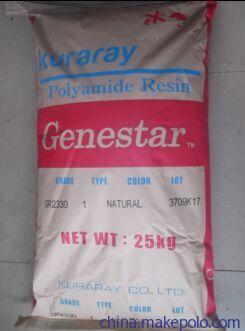 kuraray
Polyamide Resin
Genestar™
GRADE TYPE COLOR LOT
GR2330 1 NATURAL 3709K17
NET WT : 25kg
KURARAY CO.,LTD.
GRADE TYPE COLOR LOT
china.makepolo.com